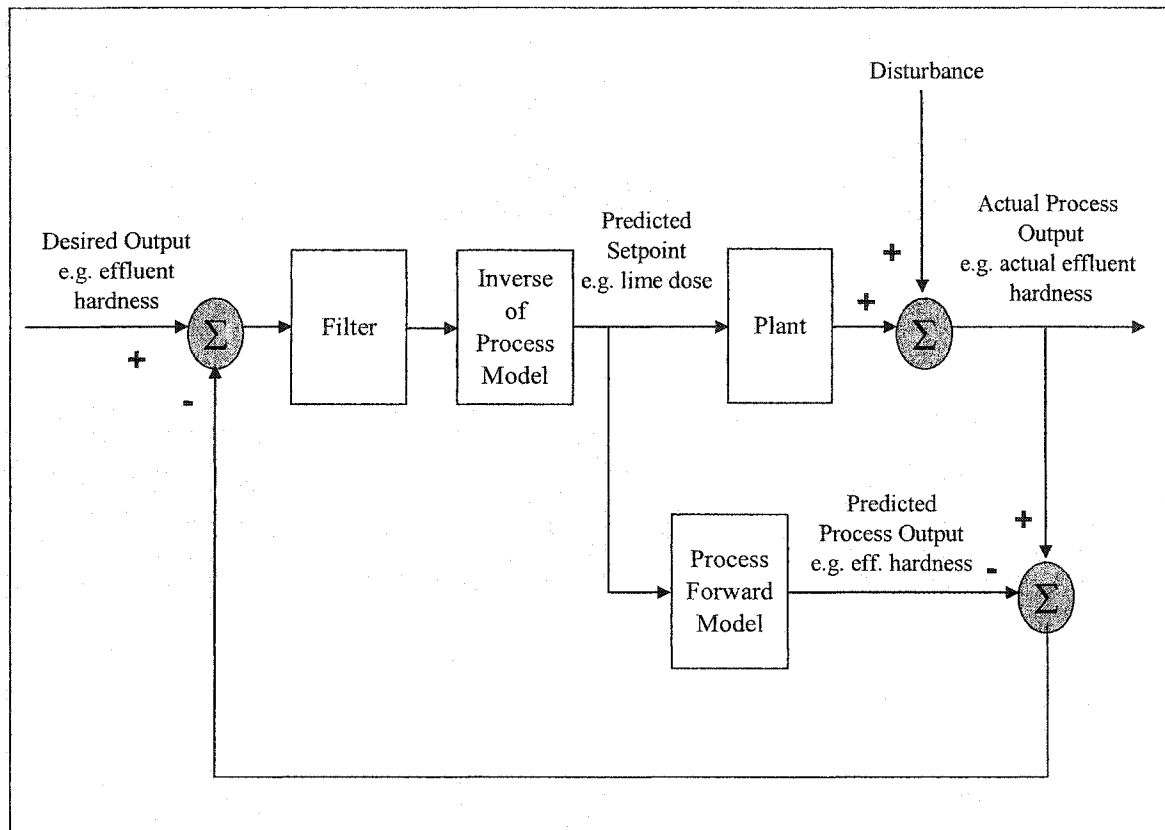 Disturbance
Desired Output
e.g. effluent
hardness
+
-
Σ
Filter
Inverse
of
Process
Model
Predicted
Setpoint
e.g. lime dose
Plant
+
+
Σ
Actual Process
Output
e.g. actual effluent
hardness
Process
Forward
Model
Predicted
Process Output
e.g. eff. hardness
+
-
Σ